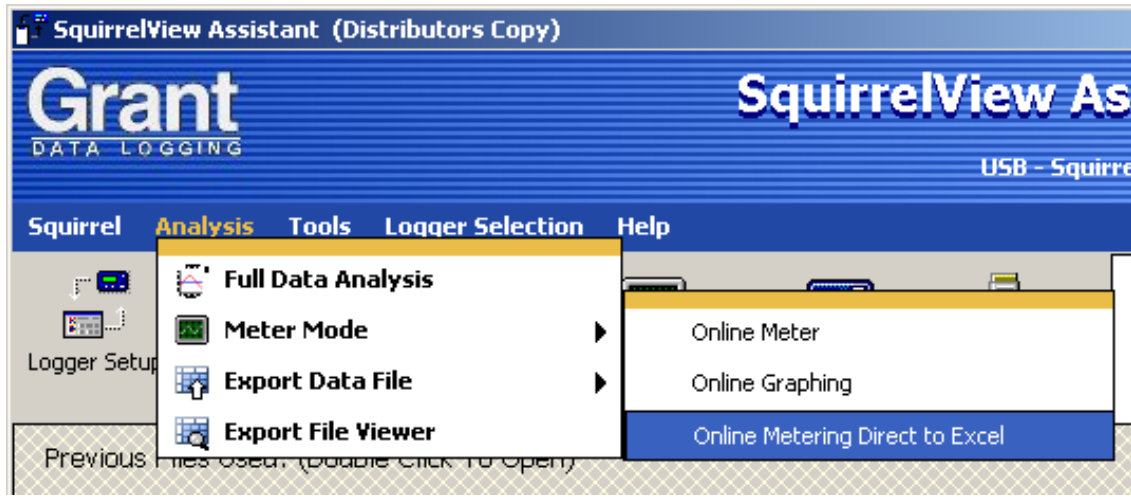 SquirrelView Assistant (Distributors Copy)
Grant
DATA LOGGING
SquirrelView As
USB - Squirre
Squirrel Analysis Tools Logger Selection Help
Full Data Analysis
Meter Mode
Export Data File
Export File Viewer
Online Meter
Online Graphing
Online Metering Direct to Excel
Logger Setup
Previous Files Used: (Double Click To Open)